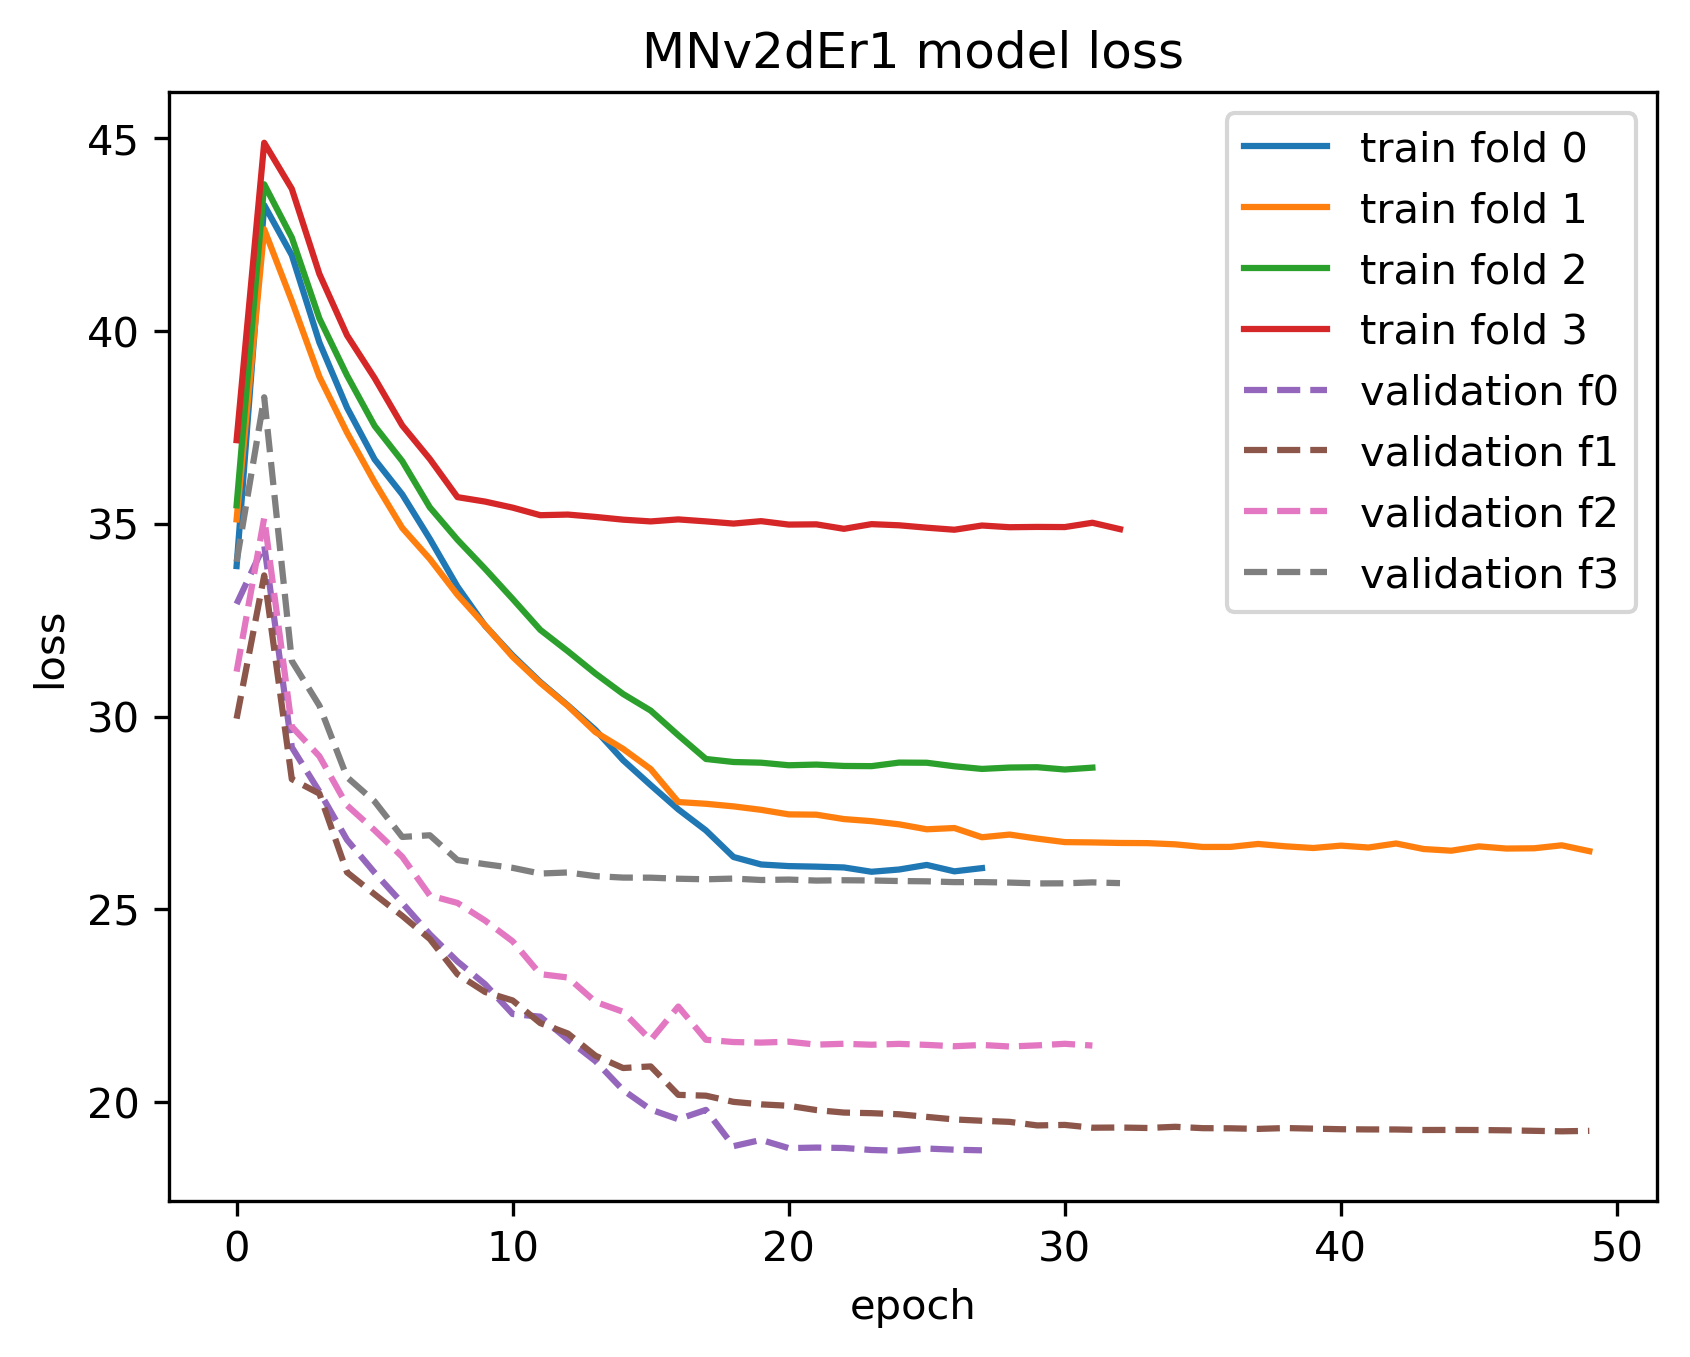 MNv2dEr1 model loss
45
40
35
30
25
20
loss
0 10 20 30 40 50
epoch
train fold 0
train fold 1
train fold 2
train fold 3
validation f0
validation f1
validation f2
validation f3